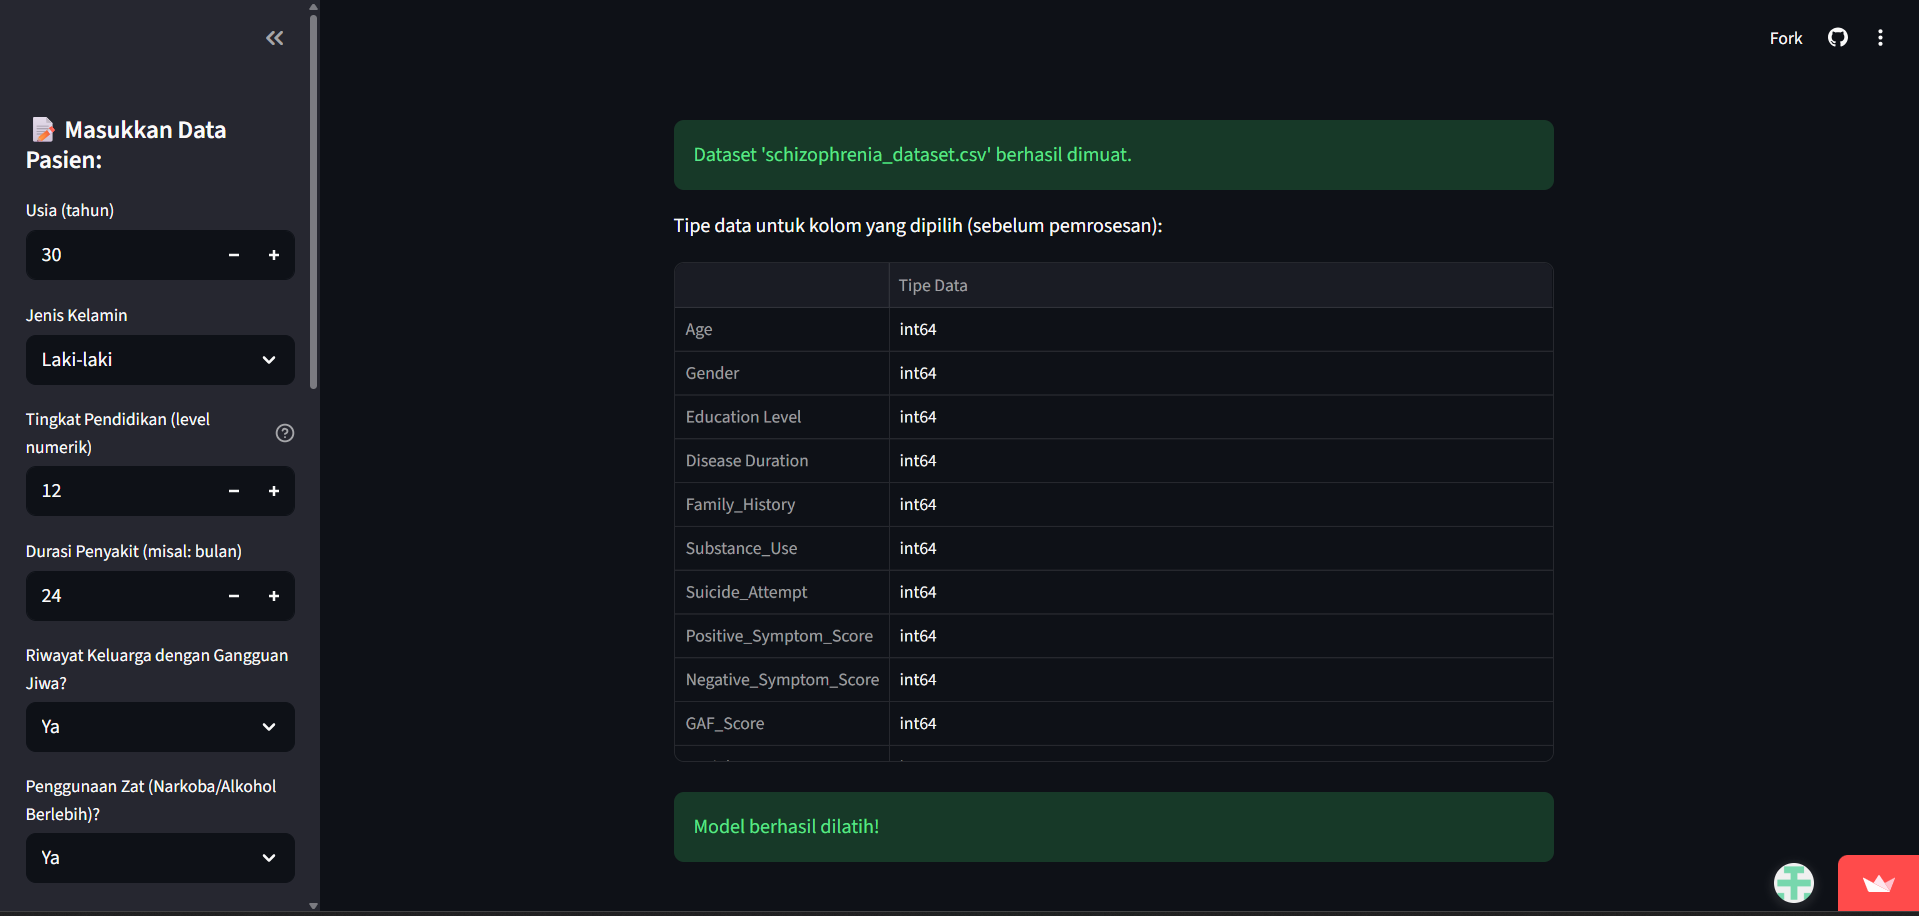 Masukkan Data
Pasien:
Usia (tahun)
30
Jenis Kelamin
Laki-laki
Tingkat Pendidikan (level
numerik)
12
Durasi Penyakit (misal: bulan)
24
Riwayat Keluarga dengan Gangguan
Jiwa?
Ya
Penggunaan Zat (Narkoba/Alkohol
Berlebih)?
Ya
Fork
Dataset 'schizophrenia_dataset.csv' berhasil dimuat.
Tipe data untuk kolom yang dipilih (sebelum pemrosesan):
Tipe Data
Age int64
Gender int64
Education Level int64
Disease Duration int64
Family_History int64
Substance_Use int64
Suicide_Attempt int64
Positive_Symptom_Score int64
Negative_Symptom_Score int64
GAF_Score int64
Model berhasil dilatih!